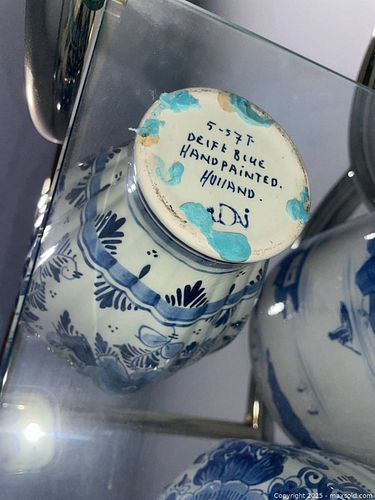 5-57T
Delft BLUE
HANDPAINTED.
HOllAND.
Copyright 2025 - maxsold.com